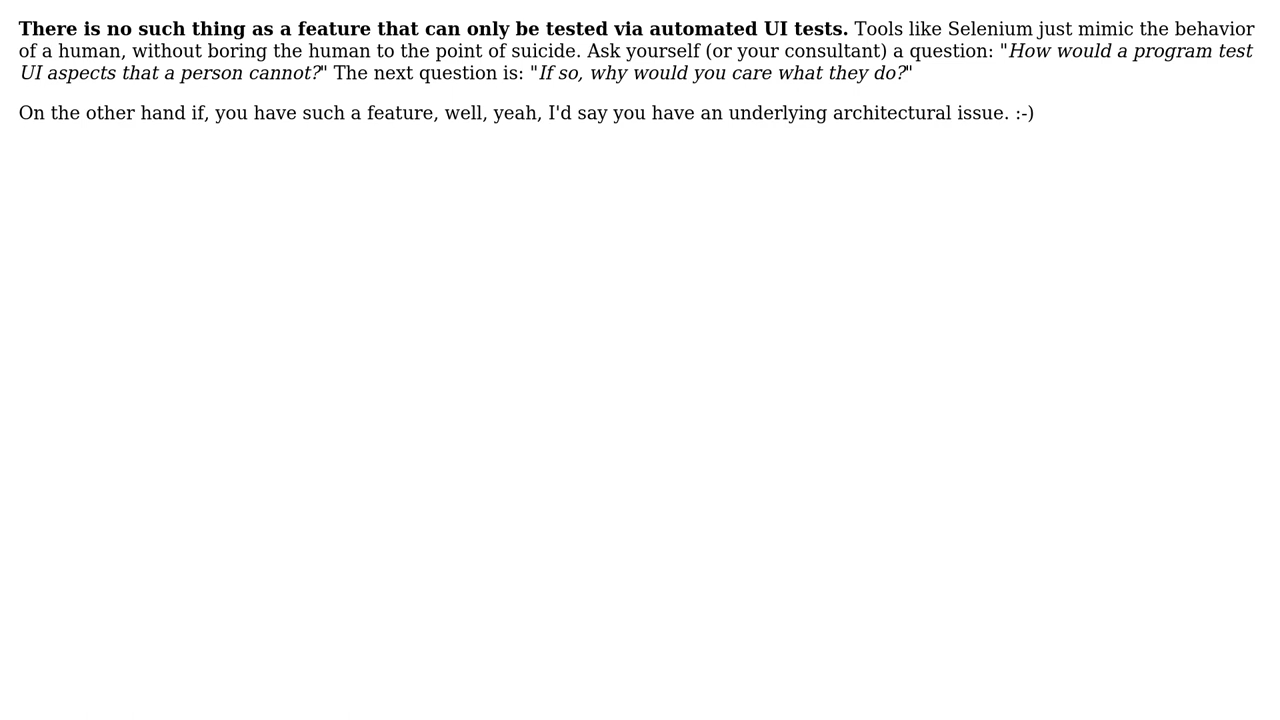 There is no such thing as a feature that can only be tested via automated UI tests. Tools like Selenium just mimic the behavior
of a human, without boring the human to the point of suicide. Ask yourself (or your consultant) a question: "How would a program test
UI aspects that a person cannot?" The next question is: "If so, why would you care what they do?"
On the other hand if, you have such a feature, well, yeah, I'd say you have an underlying architectural issue. :-)